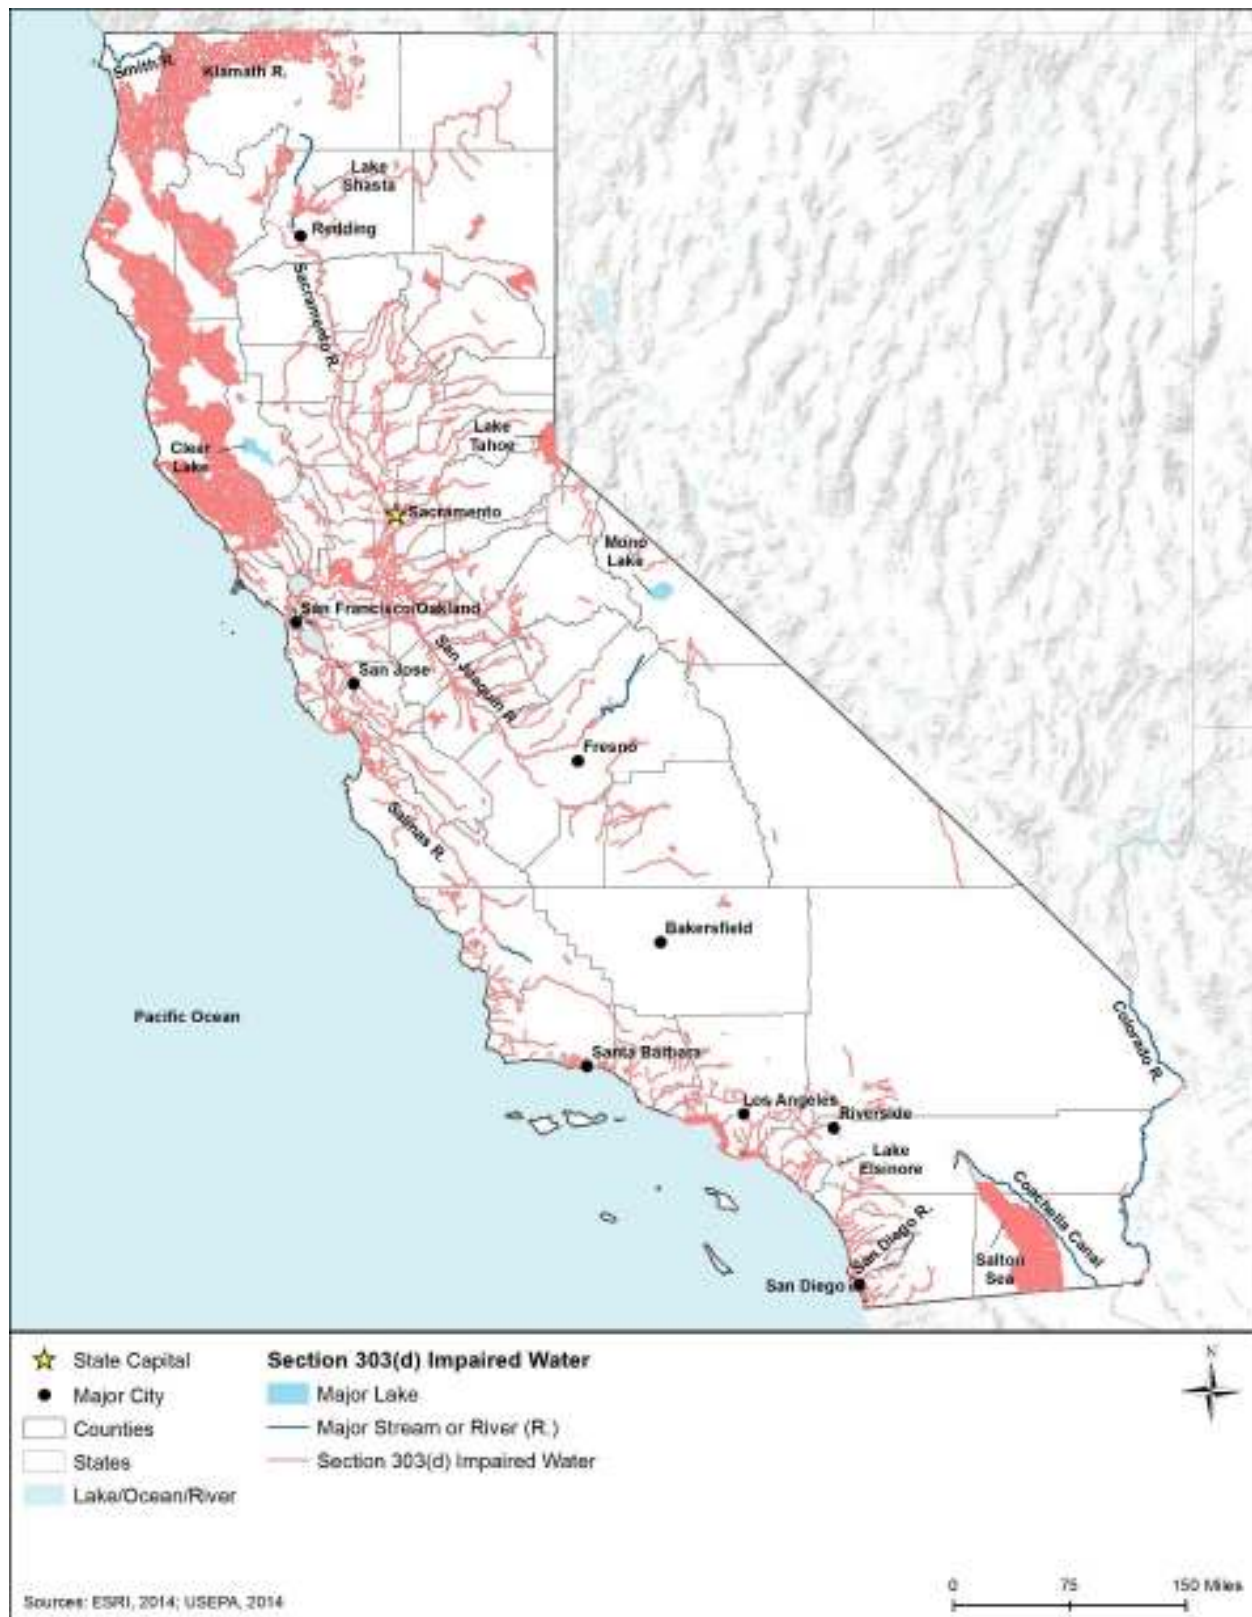 Smith R.
Klamath R.
Lake
Shasta
Redding
Sacramento R.
Lake
Tahoe
Clear
Lake
Sacramento
Mono
Lake
San Francisco/Oakland
San Joaquin R.
San Jose
Fresno
Salinas R.
Bakersfield
Pacific Ocean
Colorado R.
Santa Barbara
Los Angeles
Riverside
Lake
Elsinore
Coachella Canal
San Diego R.
Salton
Sea
San Diego
State Capital
Major City
Counties
States
Lake/Ocean/River
Section 303(d) Impaired Water
Major Lake
Major Stream or River (R.)
Section 303(d) Impaired Water
N
Sources: ESRI, 2014; USEPA, 2014
0 75 150 Miles